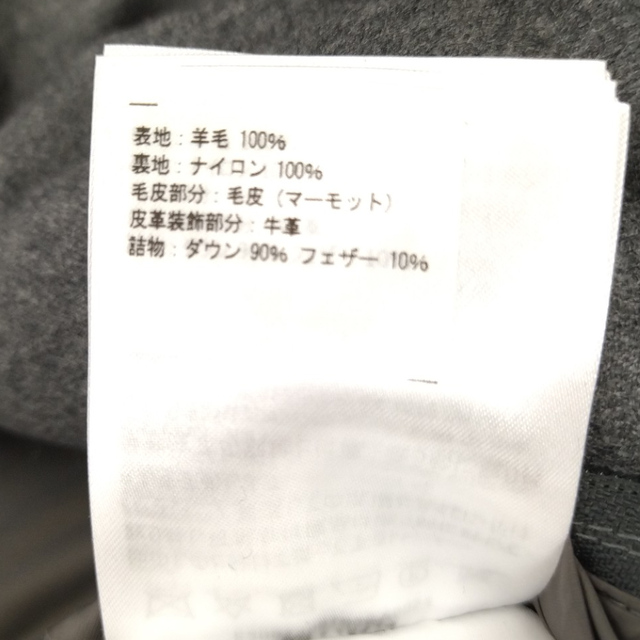 表地:羊毛 100%
裏地:ナイロン 100%
毛皮部分:毛皮(マーモット)
皮革装飾部分:牛革
詰物:ダウン 90% フェザー 10%